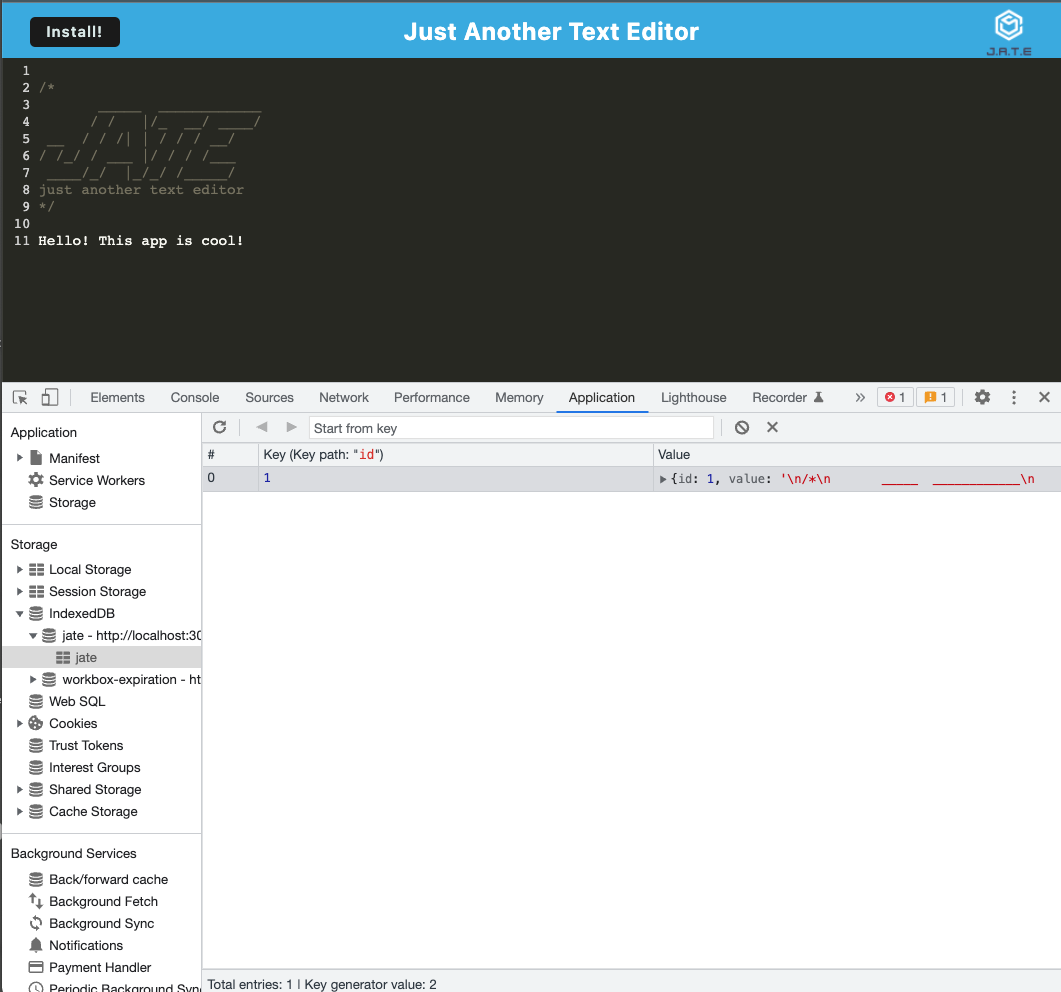 Install!
Just Another Text Editor
J.A.T.E
1
2 /*
3         _____  ____________
4       / /   |/_  __/ ____/
5  __  / / /| | / / / __/
6 / /_/ / ___ |/ / / /___
7  ____/_/  |_/_/ /_____/
8 just another text editor
9 */
10
11 Hello! This app is cool!
Elements Console Sources Network Performance Memory Application Lighthouse Recorder » 1 1
Application
Manifest
Service Workers
Storage
Storage
Local Storage
Session Storage
IndexedDB
jate - http://localhost:30
jate
workbox-expiration - ht
Web SQL
Cookies
Trust Tokens
Interest Groups
Shared Storage
Cache Storage
Background Services
Back/forward cache
Background Fetch
Background Sync
Notifications
Payment Handler
Periodic Background Syn
Start from key
# Key (Key path: "id") Value
0 1 {id: 1, value: '\n/*\n       _____  ____________\n
Total entries: 1 | Key generator value: 2